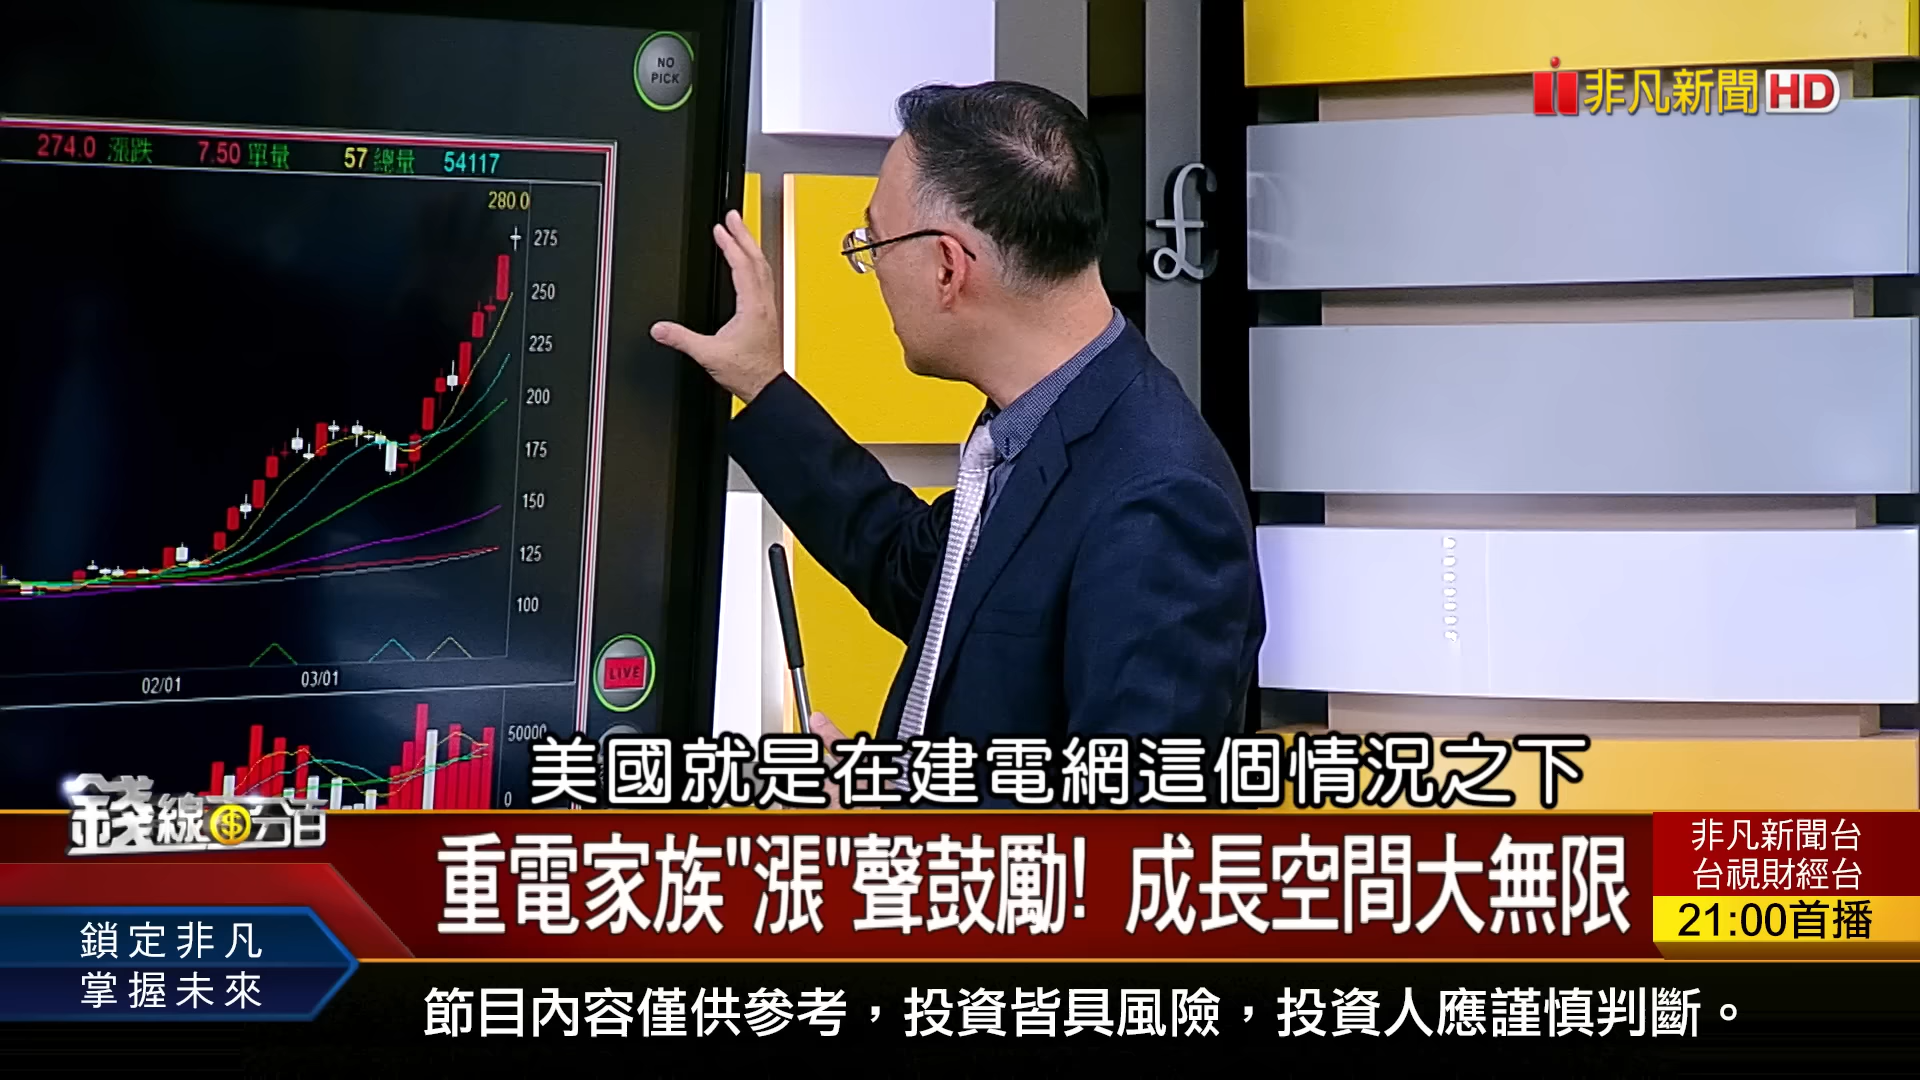 NO
PICK
非凡新聞HD
274.0 漲跌 7.50 單量 57 總量 54117
280.0
275
250
225
200
175
150
125
100
02/01 03/01
LIVE
50000
0
£
美國就是在建電網這個情況之下
錢線百分百
重電家族"漲"聲鼓勵! 成長空間大無限
非凡新聞台
台視財經台
21:00首播
鎖定非凡
掌握未來
節目內容僅供參考，投資皆具風險，投資人應謹慎判斷。